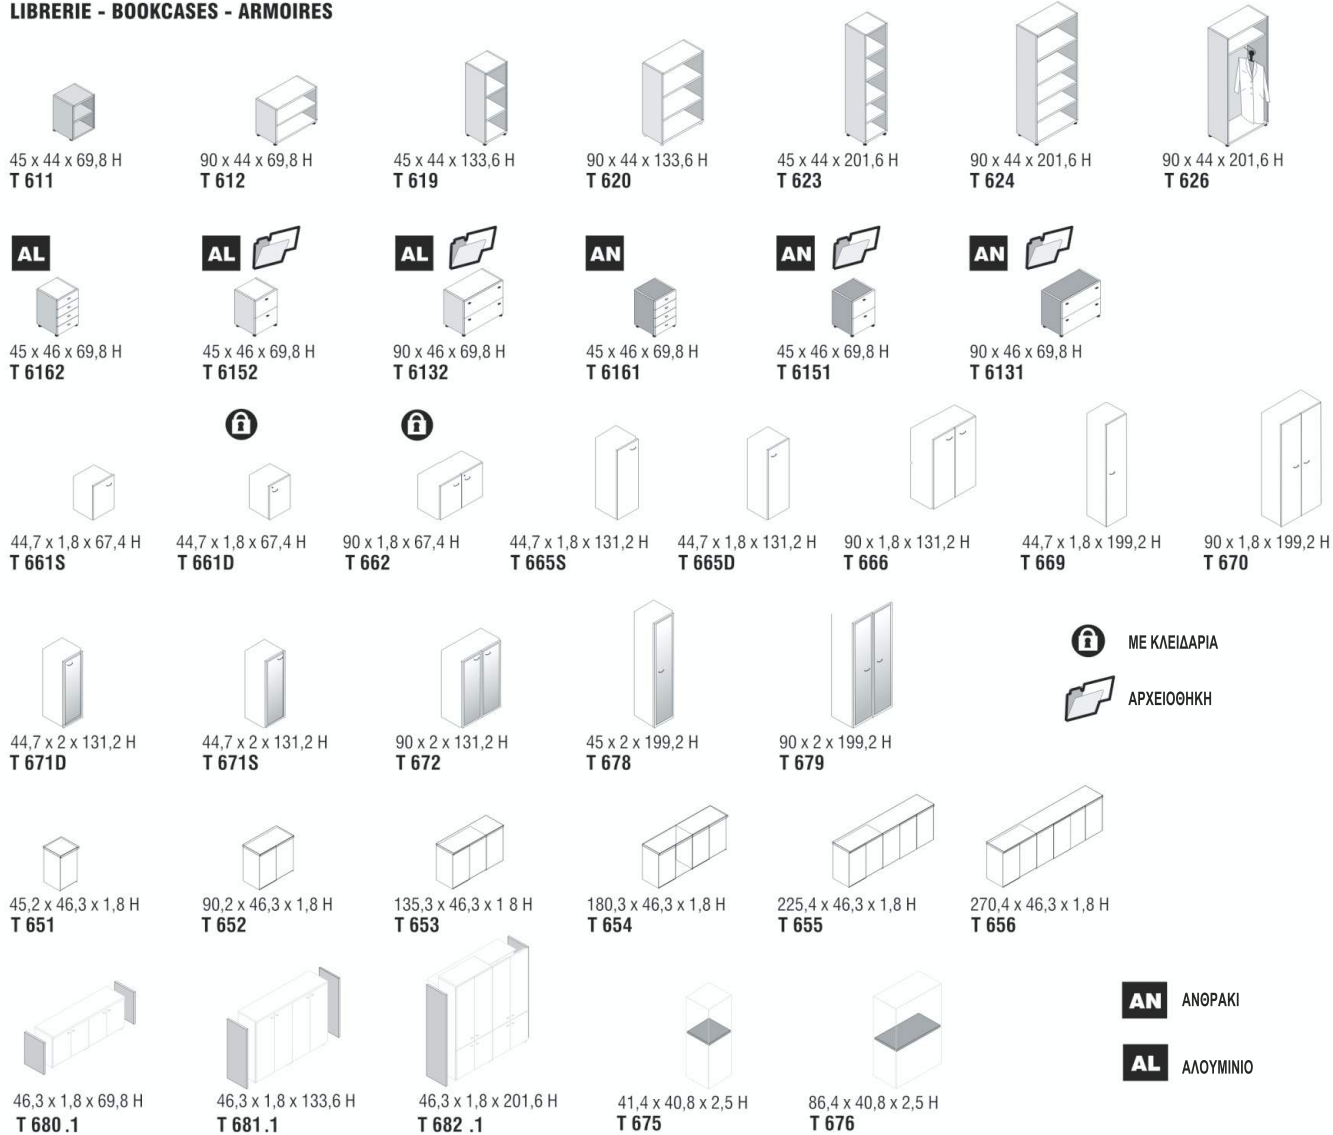 LIBRERIE - BOOKCASES - ARMOIRES
45 x 44 x 69,8 H 90 x 44 x 69,8 H 45 x 44 x 133,6 H 90 x 44 x 133,6 H 45 x 44 x 201,6 H 90 x 44 x 201,6 H 90 x 44 x 201,6 H
T 611 T 612 T 619 T 620 T 623 T 624 T 626
AL AL AL AN AN AN
45 x 46 x 69,8 H 45 x 46 x 69,8 H 90 x 46 x 69,8 H 45 x 46 x 69,8 H 45 x 46 x 69,8 H 90 x 46 x 69,8 H
T 6162 T 6152 T 6132 T 6161 T 6151 T 6131
44,7 x 1,8 x 67,4 H 44,7 x 1,8 x 67,4 H 90 x 1,8 x 67,4 H 44,7 x 1,8 x 131,2 H 44,7 x 1,8 x 131,2 H 90 x 1,8 x 131,2 H 44,7 x 1,8 x 199,2 H 90 x 1,8 x 199,2 H
T 661S T 661D T 662 T 665S T 665D T 666 T 669 T 670
ΜΕ ΚΛΕΙΔΑΡΙΑ
ΑΡΧΕΙΟΘΗΚΗ
44,7 x 2 x 131,2 H 44,7 x 2 x 131,2 H 90 x 2 x 131,2 H 45 x 2 x 199,2 H 90 x 2 x 199,2 H
T 671D T 671S T 672 T 678 T 679
45,2 x 46,3 x 1,8 H 90,2 x 46,3 x 1,8 H 135,3 x 46,3 x 1 8 H 180,3 x 46,3 x 1,8 H 225,4 x 46,3 x 1,8 H 270,4 x 46,3 x 1,8 H
T 651 T 652 T 653 T 654 T 655 T 656
AN ΑΝΘΡΑΚΙ
AL ΑΛΟΥΜΙΝΙΟ
46,3 x 1,8 x 69,8 H 46,3 x 1,8 x 133,6 H 46,3 x 1,8 x 201,6 H 41,4 x 40,8 x 2,5 H 86,4 x 40,8 x 2,5 H
T 680 .1 T 681.1 T 682 .1 T 675 T 676